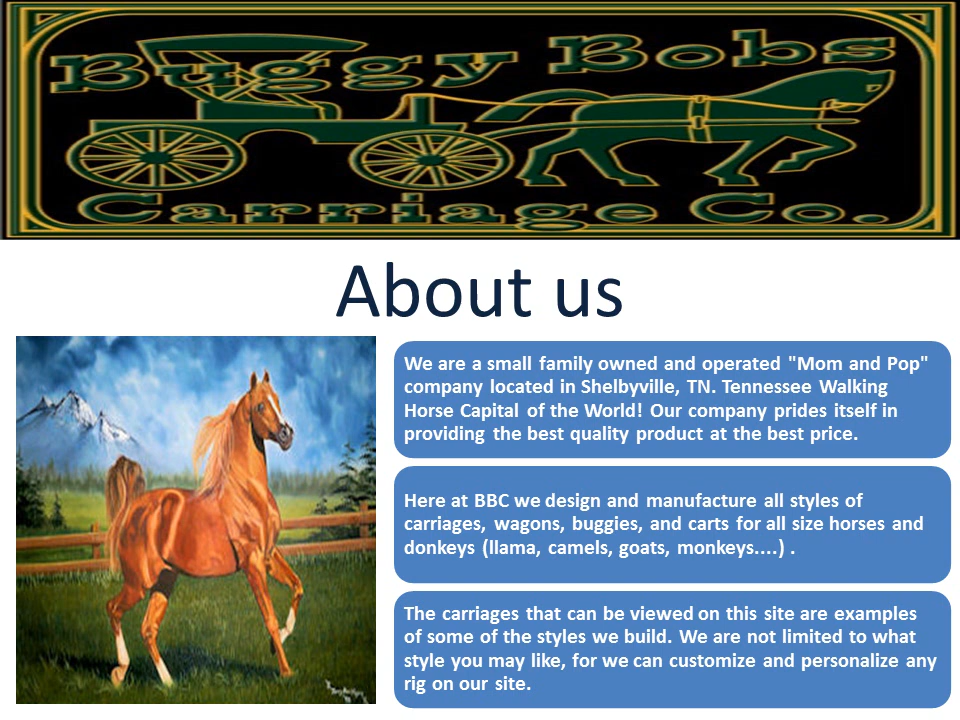 Buggy Bobs
Carriage Co.
About us
We are a small family owned and operated "Mom and Pop"
company located in Shelbyville, TN. Tennessee Walking
Horse Capital of the World! Our company prides itself in
providing the best quality product at the best price.
Here at BBC we design and manufacture all styles of
carriages, wagons, buggies, and carts for all size horses and
donkeys (llama, camels, goats, monkeys....) .
The carriages that can be viewed on this site are examples
of some of the styles we build. We are not limited to what
style you may like, for we can customize and personalize any
rig on our site.